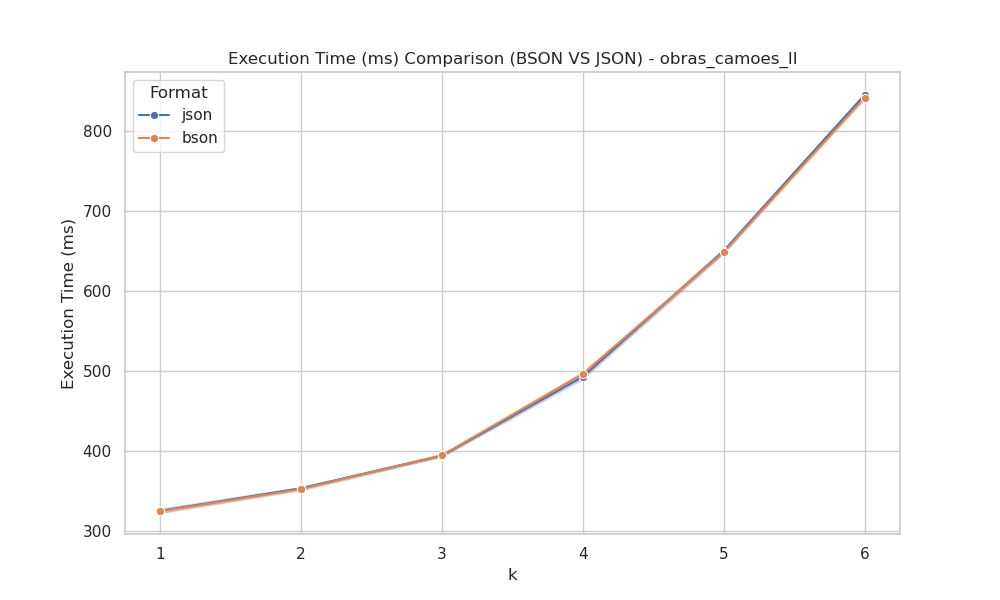 Execution Time (ms) Comparison (BSON VS JSON) - obras_camoes_II
Format
json
bson
800
700
600
500
400
300
Execution Time (ms)
1 2 3 4 5 6
k